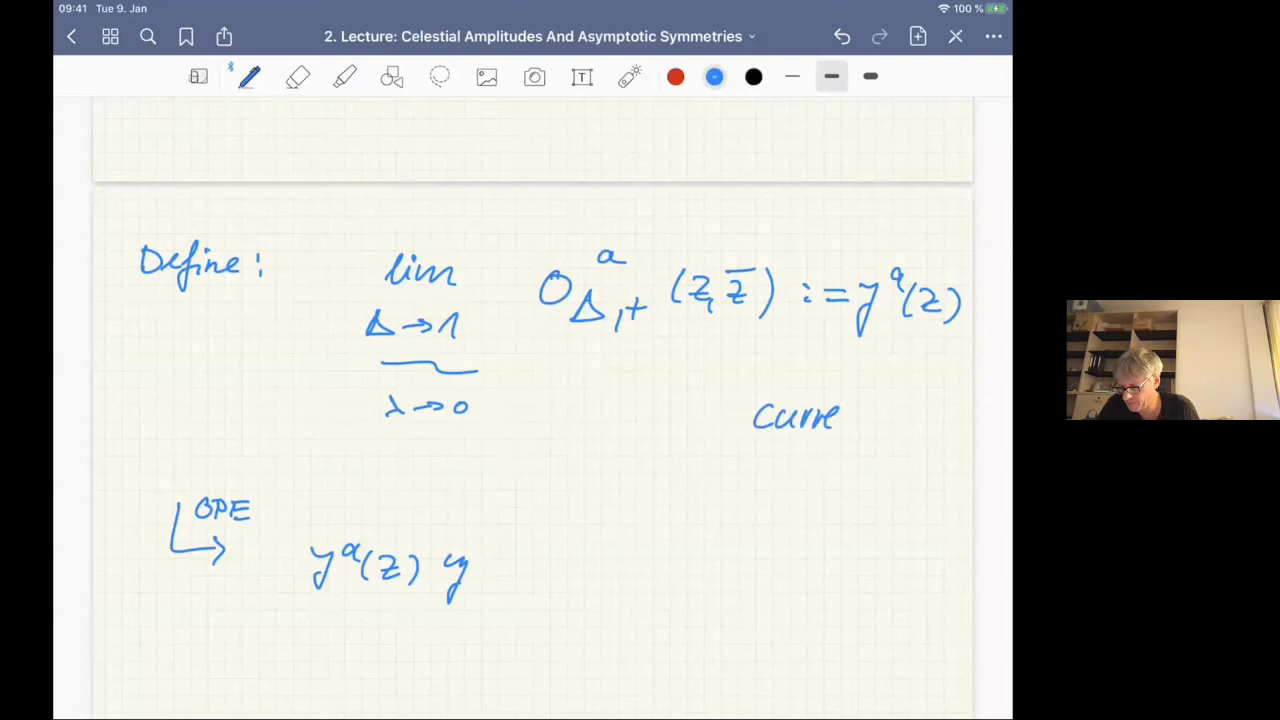 09:41 Tue 9. Jan 100 %
2. Lecture: Celestial Amplitudes And Asymptotic Symmetries
Define: lim O^a_{Δ,+} (z, z̄) := y^a(z)
Δ → 1
λ → 0
curre
OPE
y^a(z) y